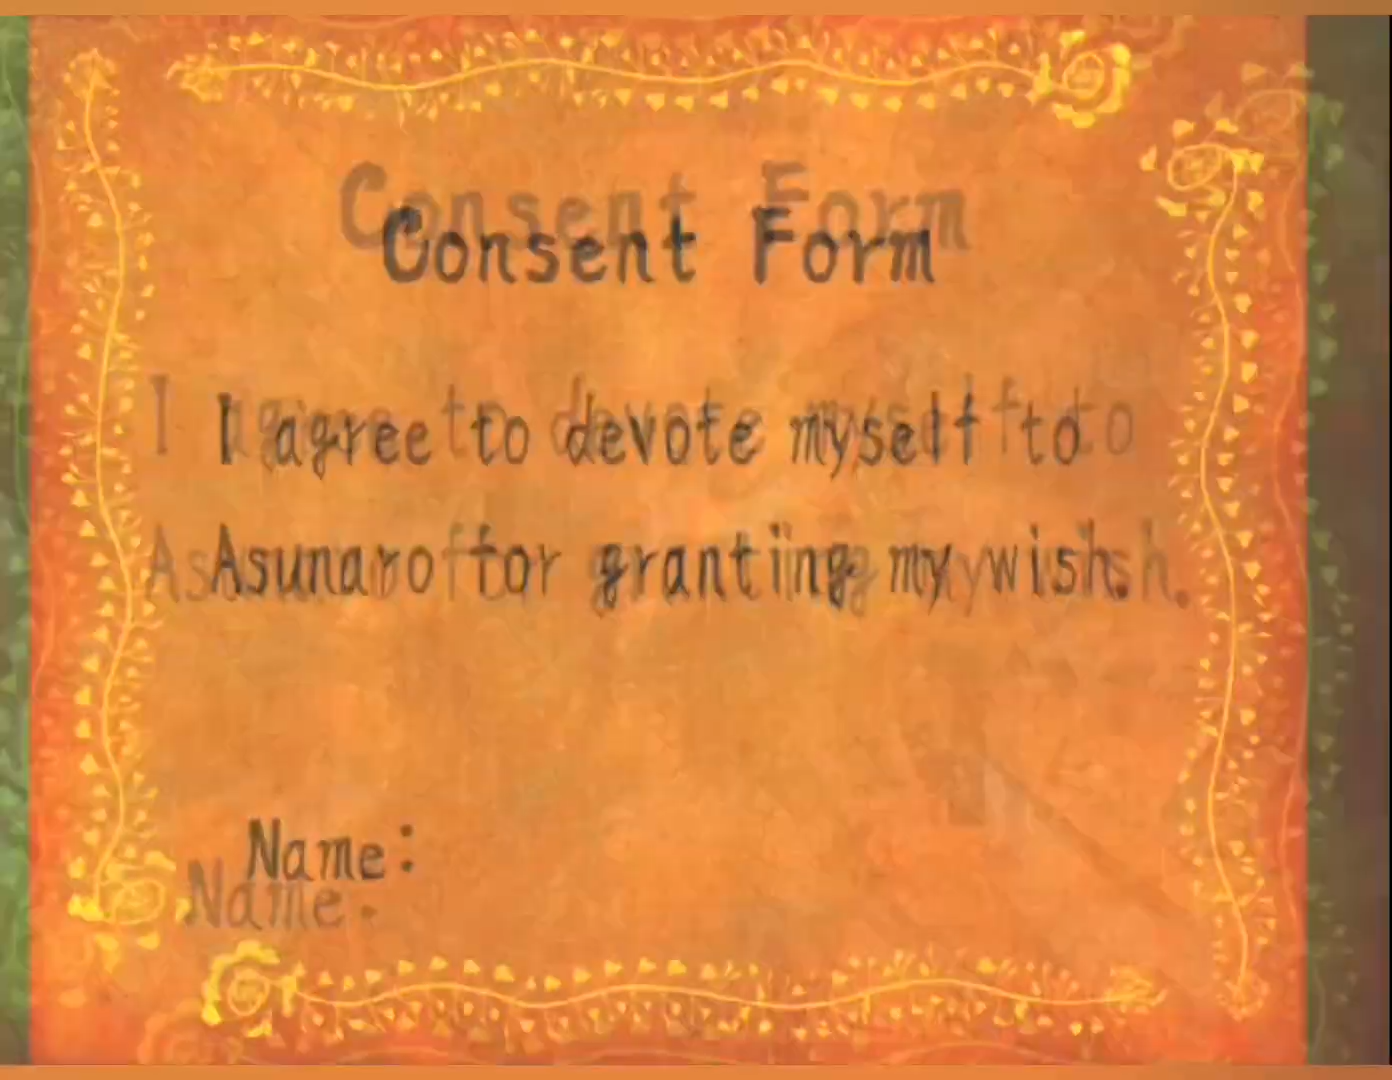 Consent Form
I agree to devote myself to
Asunaro for granting my wish.
Name: